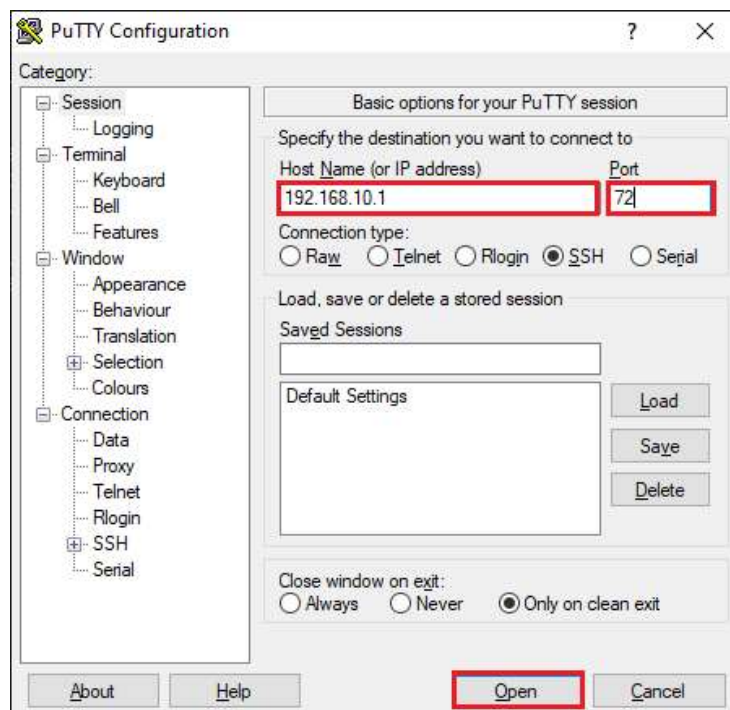 PuTTY Configuration ? X
Category:
Session
Logging
Terminal
Keyboard
Bell
Features
Window
Appearance
Behaviour
Translation
Selection
Colours
Connection
Data
Proxy
Telnet
Rlogin
SSH
Serial
Basic options for your PuTTY session
Specify the destination you want to connect to
Host Name (or IP address) Port
192.168.10.1 72
Connection type:
Raw Telnet Rlogin SSH Serial
Load, save or delete a stored session
Saved Sessions
Default Settings
Load
Save
Delete
Close window on exit:
Always Never Only on clean exit
About Help Open Cancel